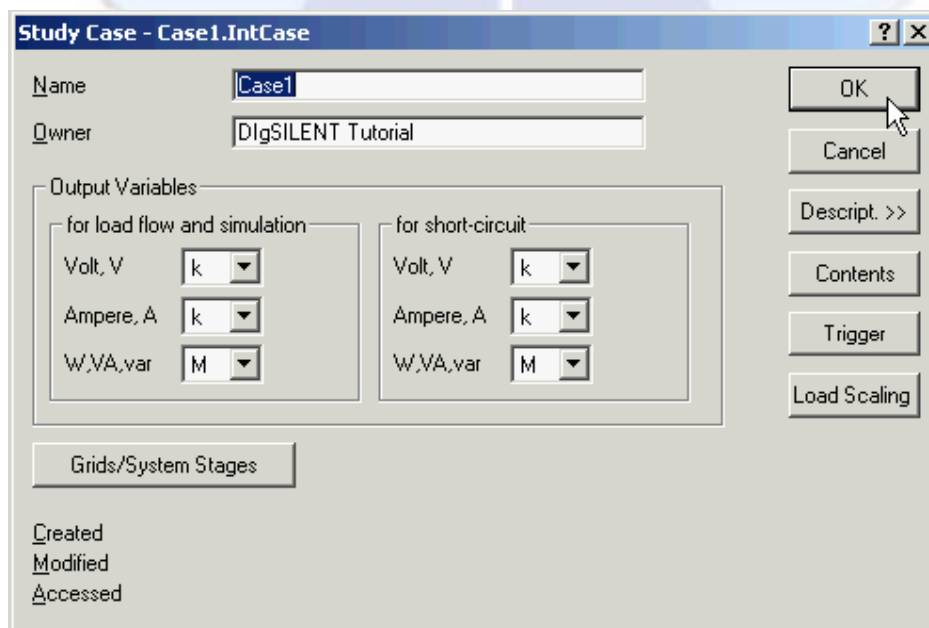 Study Case - Case1.IntCase
Name
Case1
Owner
DIgSILENT Tutorial
Output Variables
for load flow and simulation
Volt, V
k
Ampere, A
k
W,VA,var
M
for short-circuit
Volt, V
k
Ampere, A
k
W,VA,var
M
Grids/System Stages
Created
Modified
Accessed
OK
Cancel
Descript. >>
Contents
Trigger
Load Scaling